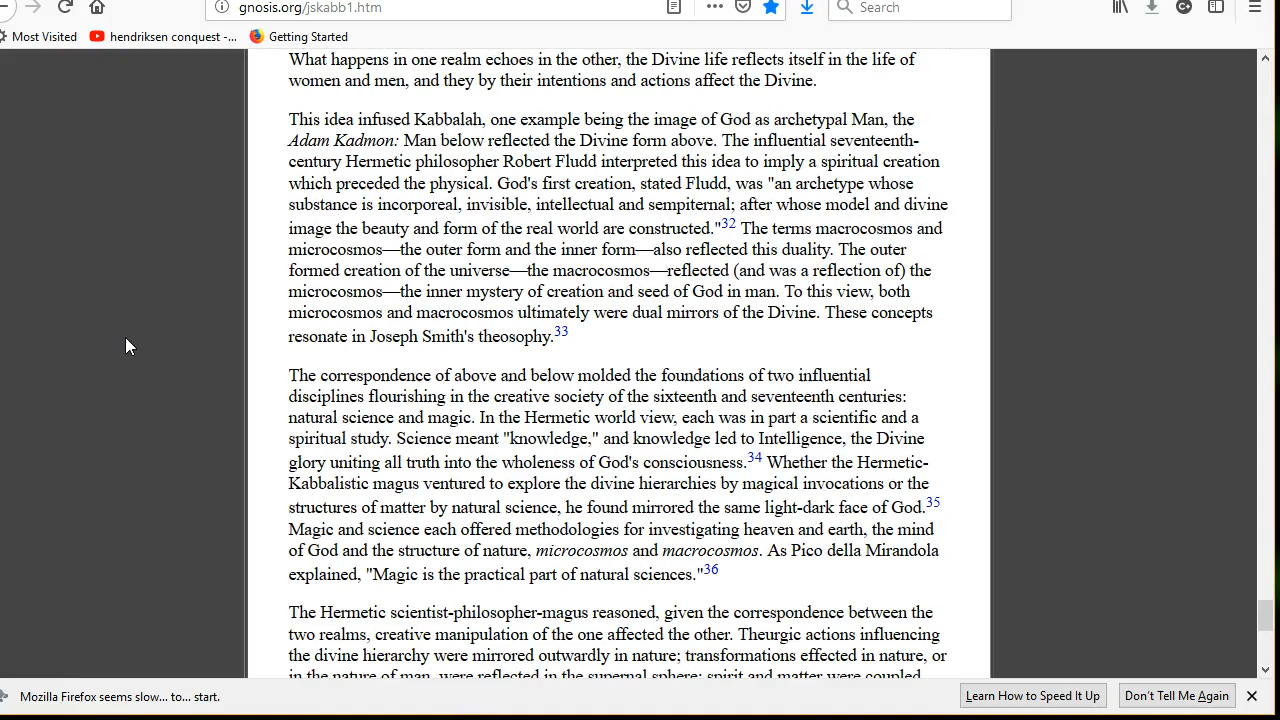 gnosis.org/jskabb1.htm
Search
Most Visited
hendriksen conquest -...
Getting Started
What happens in one realm echoes in the other, the Divine life reflects itself in the life of
women and men, and they by their intentions and actions affect the Divine.
This idea infused Kabbalah, one example being the image of God as archetypal Man, the
Adam Kadmon: Man below reflected the Divine form above. The influential seventeenth-
century Hermetic philosopher Robert Fludd interpreted this idea to imply a spiritual creation
which preceded the physical. God's first creation, stated Fludd, was "an archetype whose
substance is incorporeal, invisible, intellectual and sempiternal; after whose model and divine
image the beauty and form of the real world are constructed."32 The terms macrocosmos and
microcosmos—the outer form and the inner form—also reflected this duality. The outer
formed creation of the universe—the macrocosmos—reflected (and was a reflection of) the
microcosmos—the inner mystery of creation and seed of God in man. To this view, both
microcosmos and macrocosmos ultimately were dual mirrors of the Divine. These concepts
resonate in Joseph Smith's theosophy.33
The correspondence of above and below molded the foundations of two influential
disciplines flourishing in the creative society of the sixteenth and seventeenth centuries:
natural science and magic. In the Hermetic world view, each was in part a scientific and a
spiritual study. Science meant "knowledge," and knowledge led to Intelligence, the Divine
glory uniting all truth into the wholeness of God's consciousness.34 Whether the Hermetic-
Kabbalistic magus ventured to explore the divine hierarchies by magical invocations or the
structures of matter by natural science, he found mirrored the same light-dark face of God.35
Magic and science each offered methodologies for investigating heaven and earth, the mind
of God and the structure of nature, microcosmos and macrocosmos. As Pico della Mirandola
explained, "Magic is the practical part of natural sciences."36
The Hermetic scientist-philosopher-magus reasoned, given the correspondence between the
two realms, creative manipulation of the one affected the other. Theurgic actions influencing
the divine hierarchy were mirrored outwardly in nature; transformations effected in nature, or
in the nature of man, were reflected in the supernal sphere: spirit and matter were coupled
Mozilla Firefox seems slow... to... start.
Learn How to Speed It Up
Don't Tell Me Again